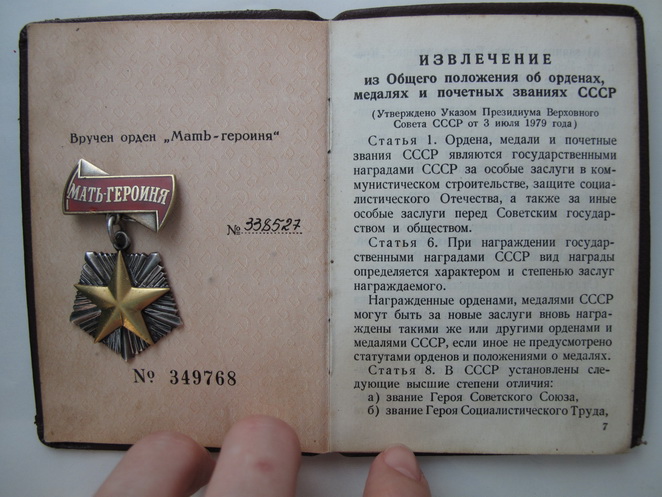 Вручен орден „Мать-героиня“
МАТЬ-ГЕРОИНЯ
№ 338527
№ 349768
ИЗВЛЕЧЕНИЕ
из Общего положения об орденах,
медалях и почетных званиях СССР
(Утверждено Указом Президиума Верховного
Совета СССР от 3 июля 1979 года)
Статья 1. Ордена, медали и почетные
звания СССР являются государственными
наградами СССР за особые заслуги в ком-
мунистическом строительстве, защите социа-
листического Отечества, а также за иные
особые заслуги перед Советским государ-
ством и обществом.
Статья 6. При награждении государ-
ственными наградами СССР вид награды
определяется характером и степенью заслуг
награждаемого.
Награжденные орденами, медалями СССР
могут быть за новые заслуги вновь награ-
ждены такими же или другими орденами и
медалями СССР, если иное не предусмотрено
статутами орденов и положениями о медалях.
Статья 8. В СССР установлены сле-
дующие высшие степени отличия:
а) звание Героя Советского Союза,
б) звание Героя Социалистического Труда,
7